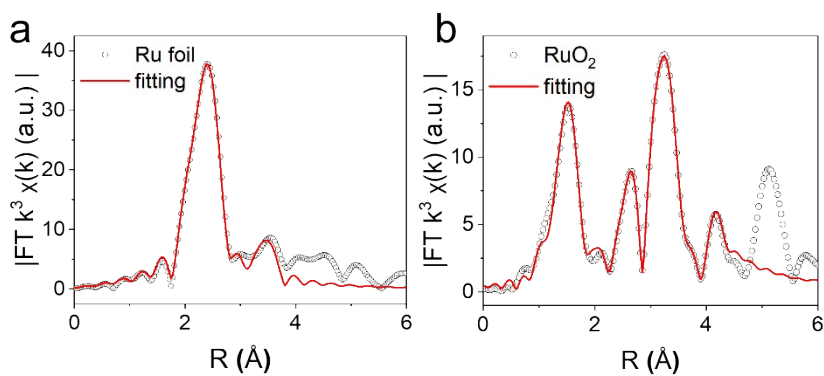 a
Ru foil
fitting
|FT k³ χ(k) (a.u.) |
40
30
20
10
0
0
2
4
6
R (Å)
b
RuO₂
fitting
|FT k³ χ(k) (a.u.) |
15
10
5
0
0
2
4
6
R (Å)